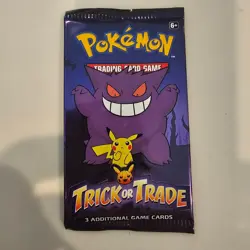 6+
POKéMON
TRADING CARD GAME
TRICK OR TRADE
3 ADDITIONAL GAME CARDS